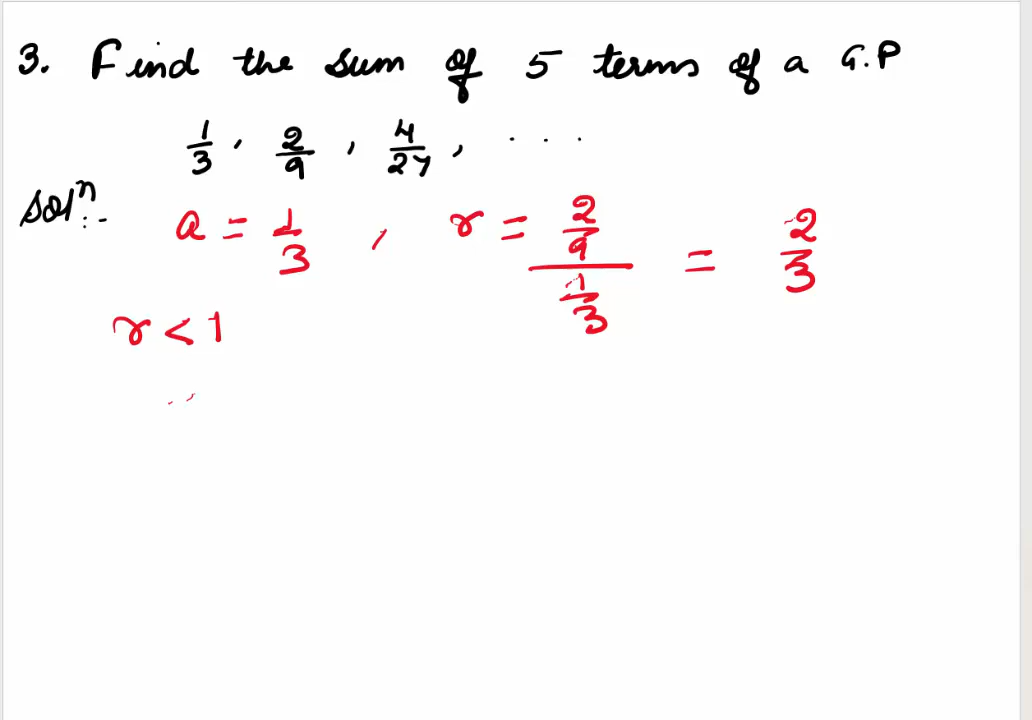 3. Find the sum of 5 terms of a G.P
1/3, 2/9, 4/27, ...
Solⁿ:-
a = 1/3, r = (2/9)/(1/3) = 2/3
r < 1